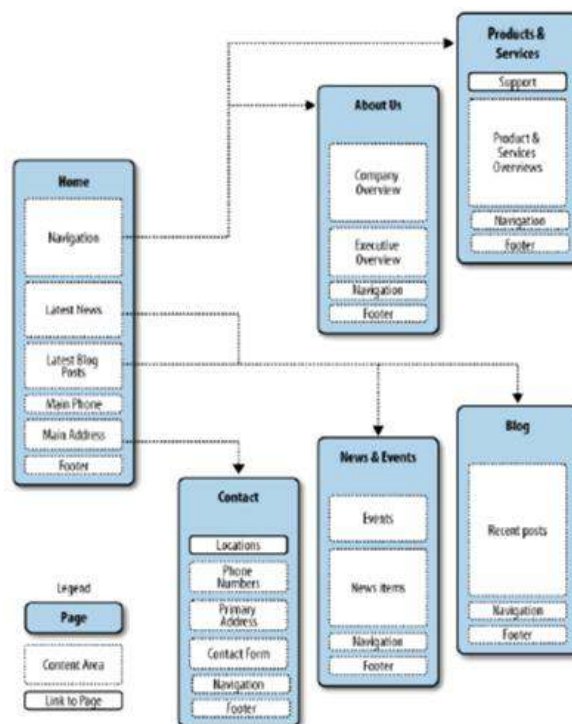 Products &
Services
Support
Product &
Services
Overviews
Navigation
Footer
About Us
Company
Overview
Executive
Overview
Navigation
Footer
Home
Navigation
Latest News
Latest Blog
Posts
Main Phone
Main Address
Footer
Contact
Locations
Phone
Numbers
Primary
Address
Contact Form
Navigation
Footer
News & Events
Events
News items
Navigation
Footer
Blog
Recent posts
Navigation
Footer
Legend
Page
Content Area
Link to Page